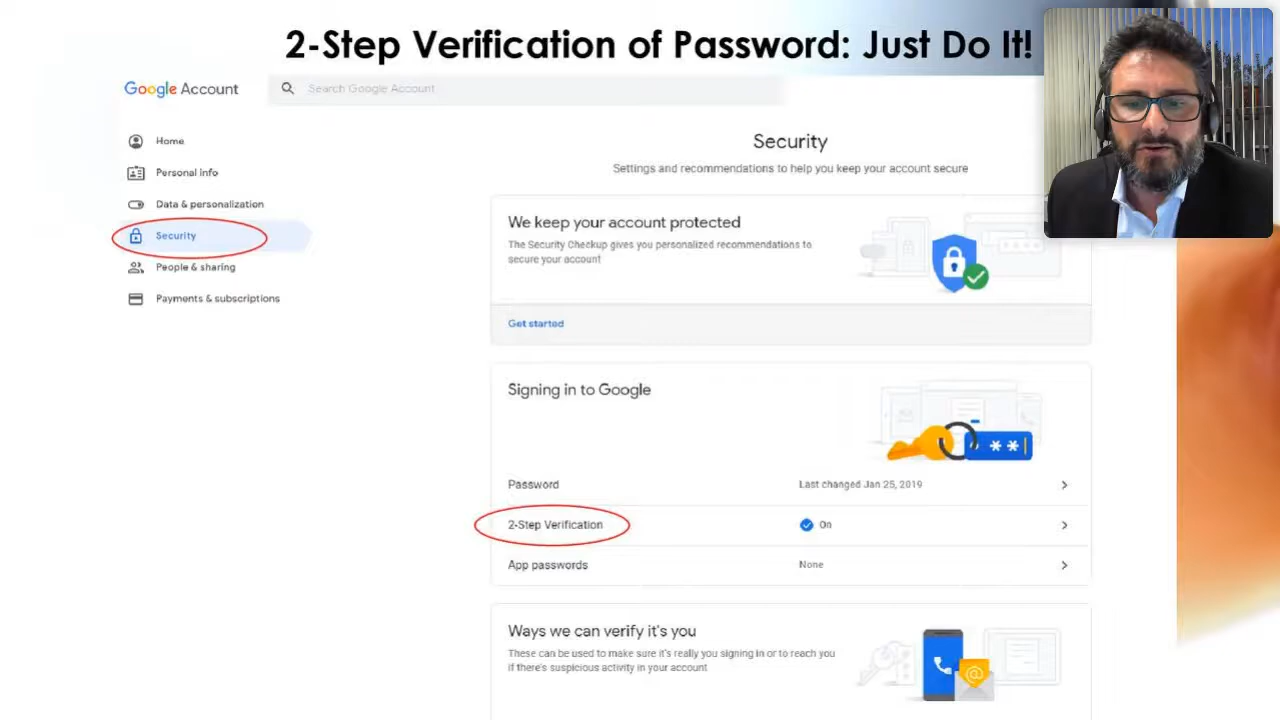 2-Step Verification of Password: Just Do It!
Google Account
Search Google Account
Home
Personal info
Data & personalization
Security
People & sharing
Payments & subscriptions
Security
Settings and recommendations to help you keep your account secure
We keep your account protected
The Security Checkup gives you personalized recommendations to
secure your account
Get started
Signing in to Google
**
Password Last changed Jan 25, 2019
2-Step Verification On
App passwords None
Ways we can verify it's you
These can be used to make sure it's really you signing in or to reach you
if there's suspicious activity in your account
@